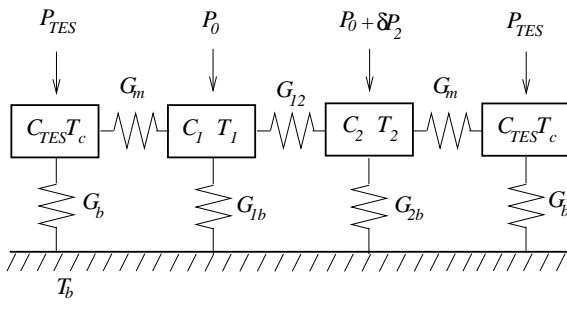 P_TES P_0 P_0 + δP_2 P_TES
G_m G_12 G_m
C_TES T_c C_1 T_1 C_2 T_2 C_TES T_c
G_b G_1b G_2b G_b
T_b